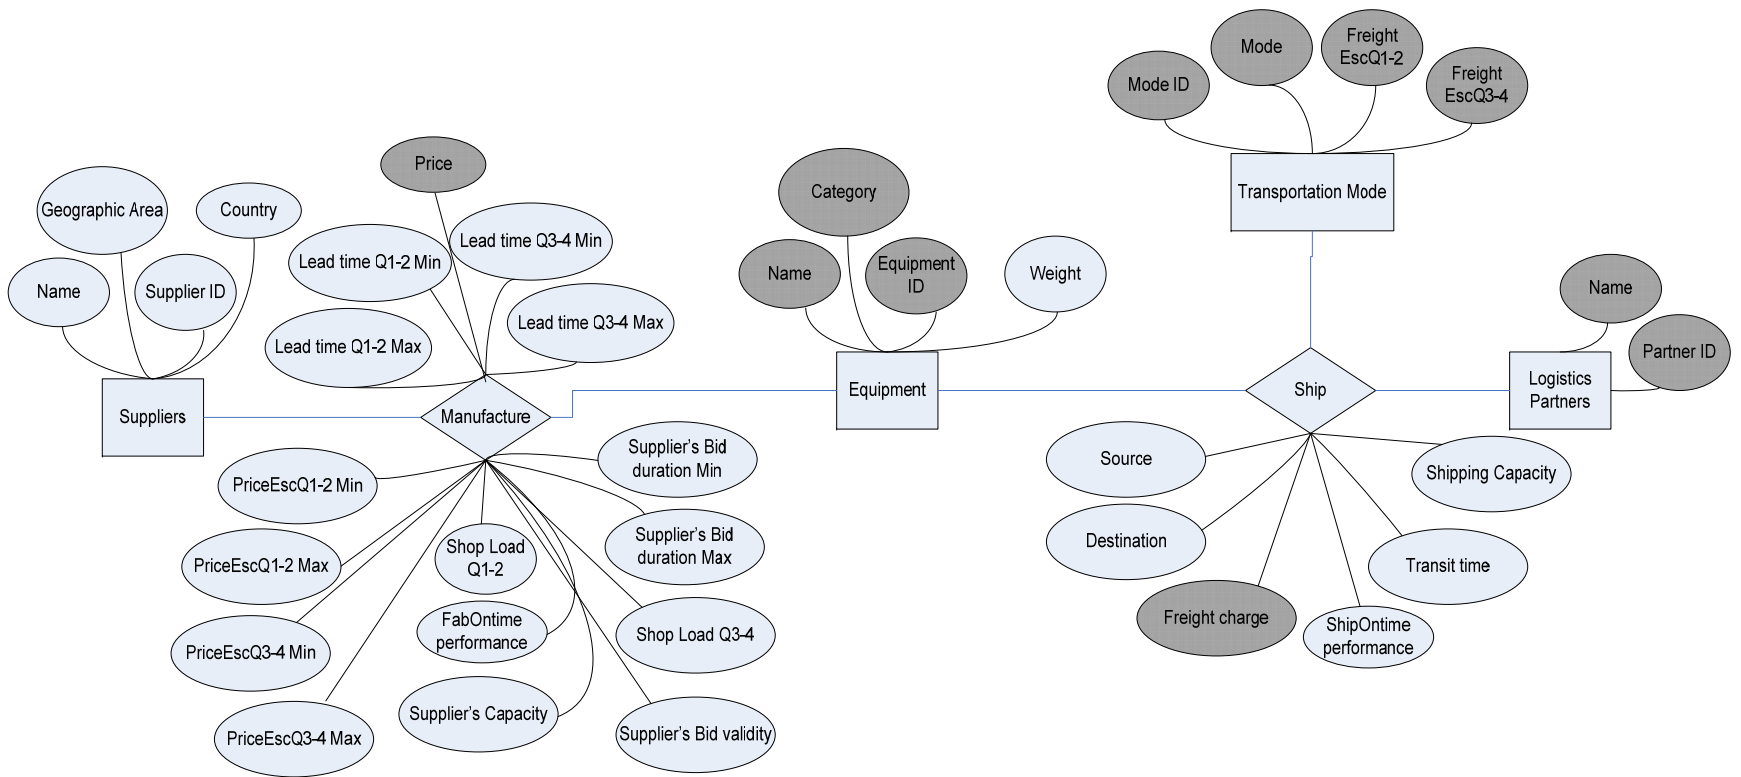 Mode
Freight
EscQ1-2
Mode ID
Freight
EscQ3-4
Price
Transportation Mode
Geographic Area
Country
Category
Lead time Q3-4 Min
Lead time Q1-2 Min
Name
Supplier ID
Name
Equipment
ID
Weight
Name
Lead time Q3-4 Max
Lead time Q1-2 Max
Partner ID
Suppliers
Manufacture
Equipment
Ship
Logistics
Partners
Supplier's Bid
duration Min
Source
Shipping Capacity
PriceEscQ1-2 Min
Supplier's Bid
duration Max
Shop Load
Q1-2
Destination
Transit time
PriceEscQ1-2 Max
FabOntime
performance
Shop Load Q3-4
Freight charge
ShipOntime
performance
PriceEscQ3-4 Min
Supplier's Capacity
Supplier's Bid validity
PriceEscQ3-4 Max